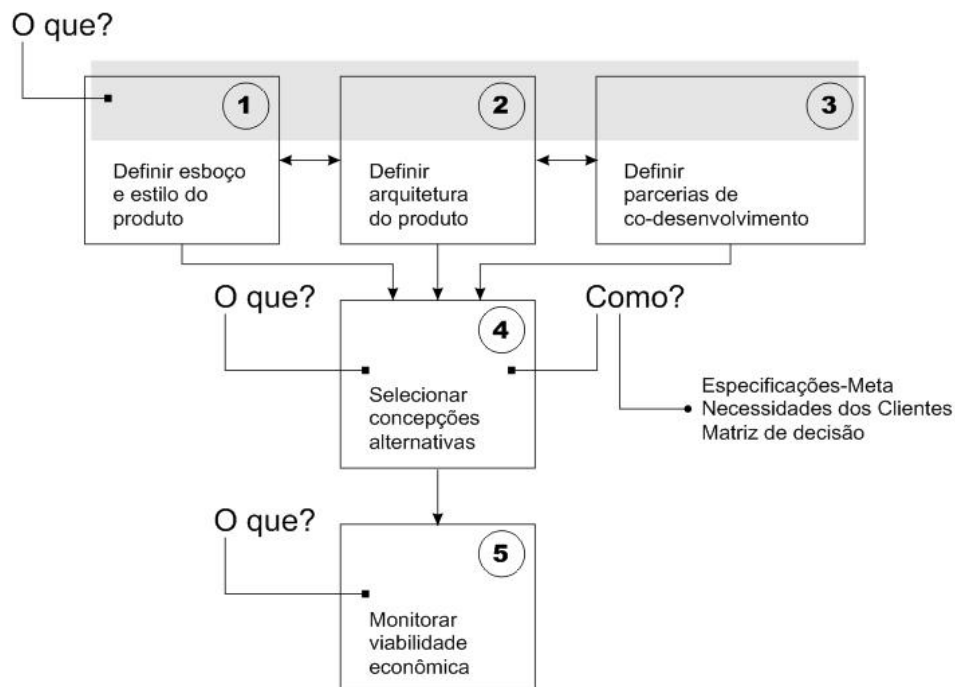 O que?
1
2
3
Definir esboço
e estilo do
produto
Definir
arquitetura
do produto
Definir
parcerias de
co-desenvolvimento
O que?
Como?
4
Selecionar
concepções
alternativas
Especificações-Meta
Necessidades dos Clientes
Matriz de decisão
O que?
5
Monitorar
viabilidade
econômica